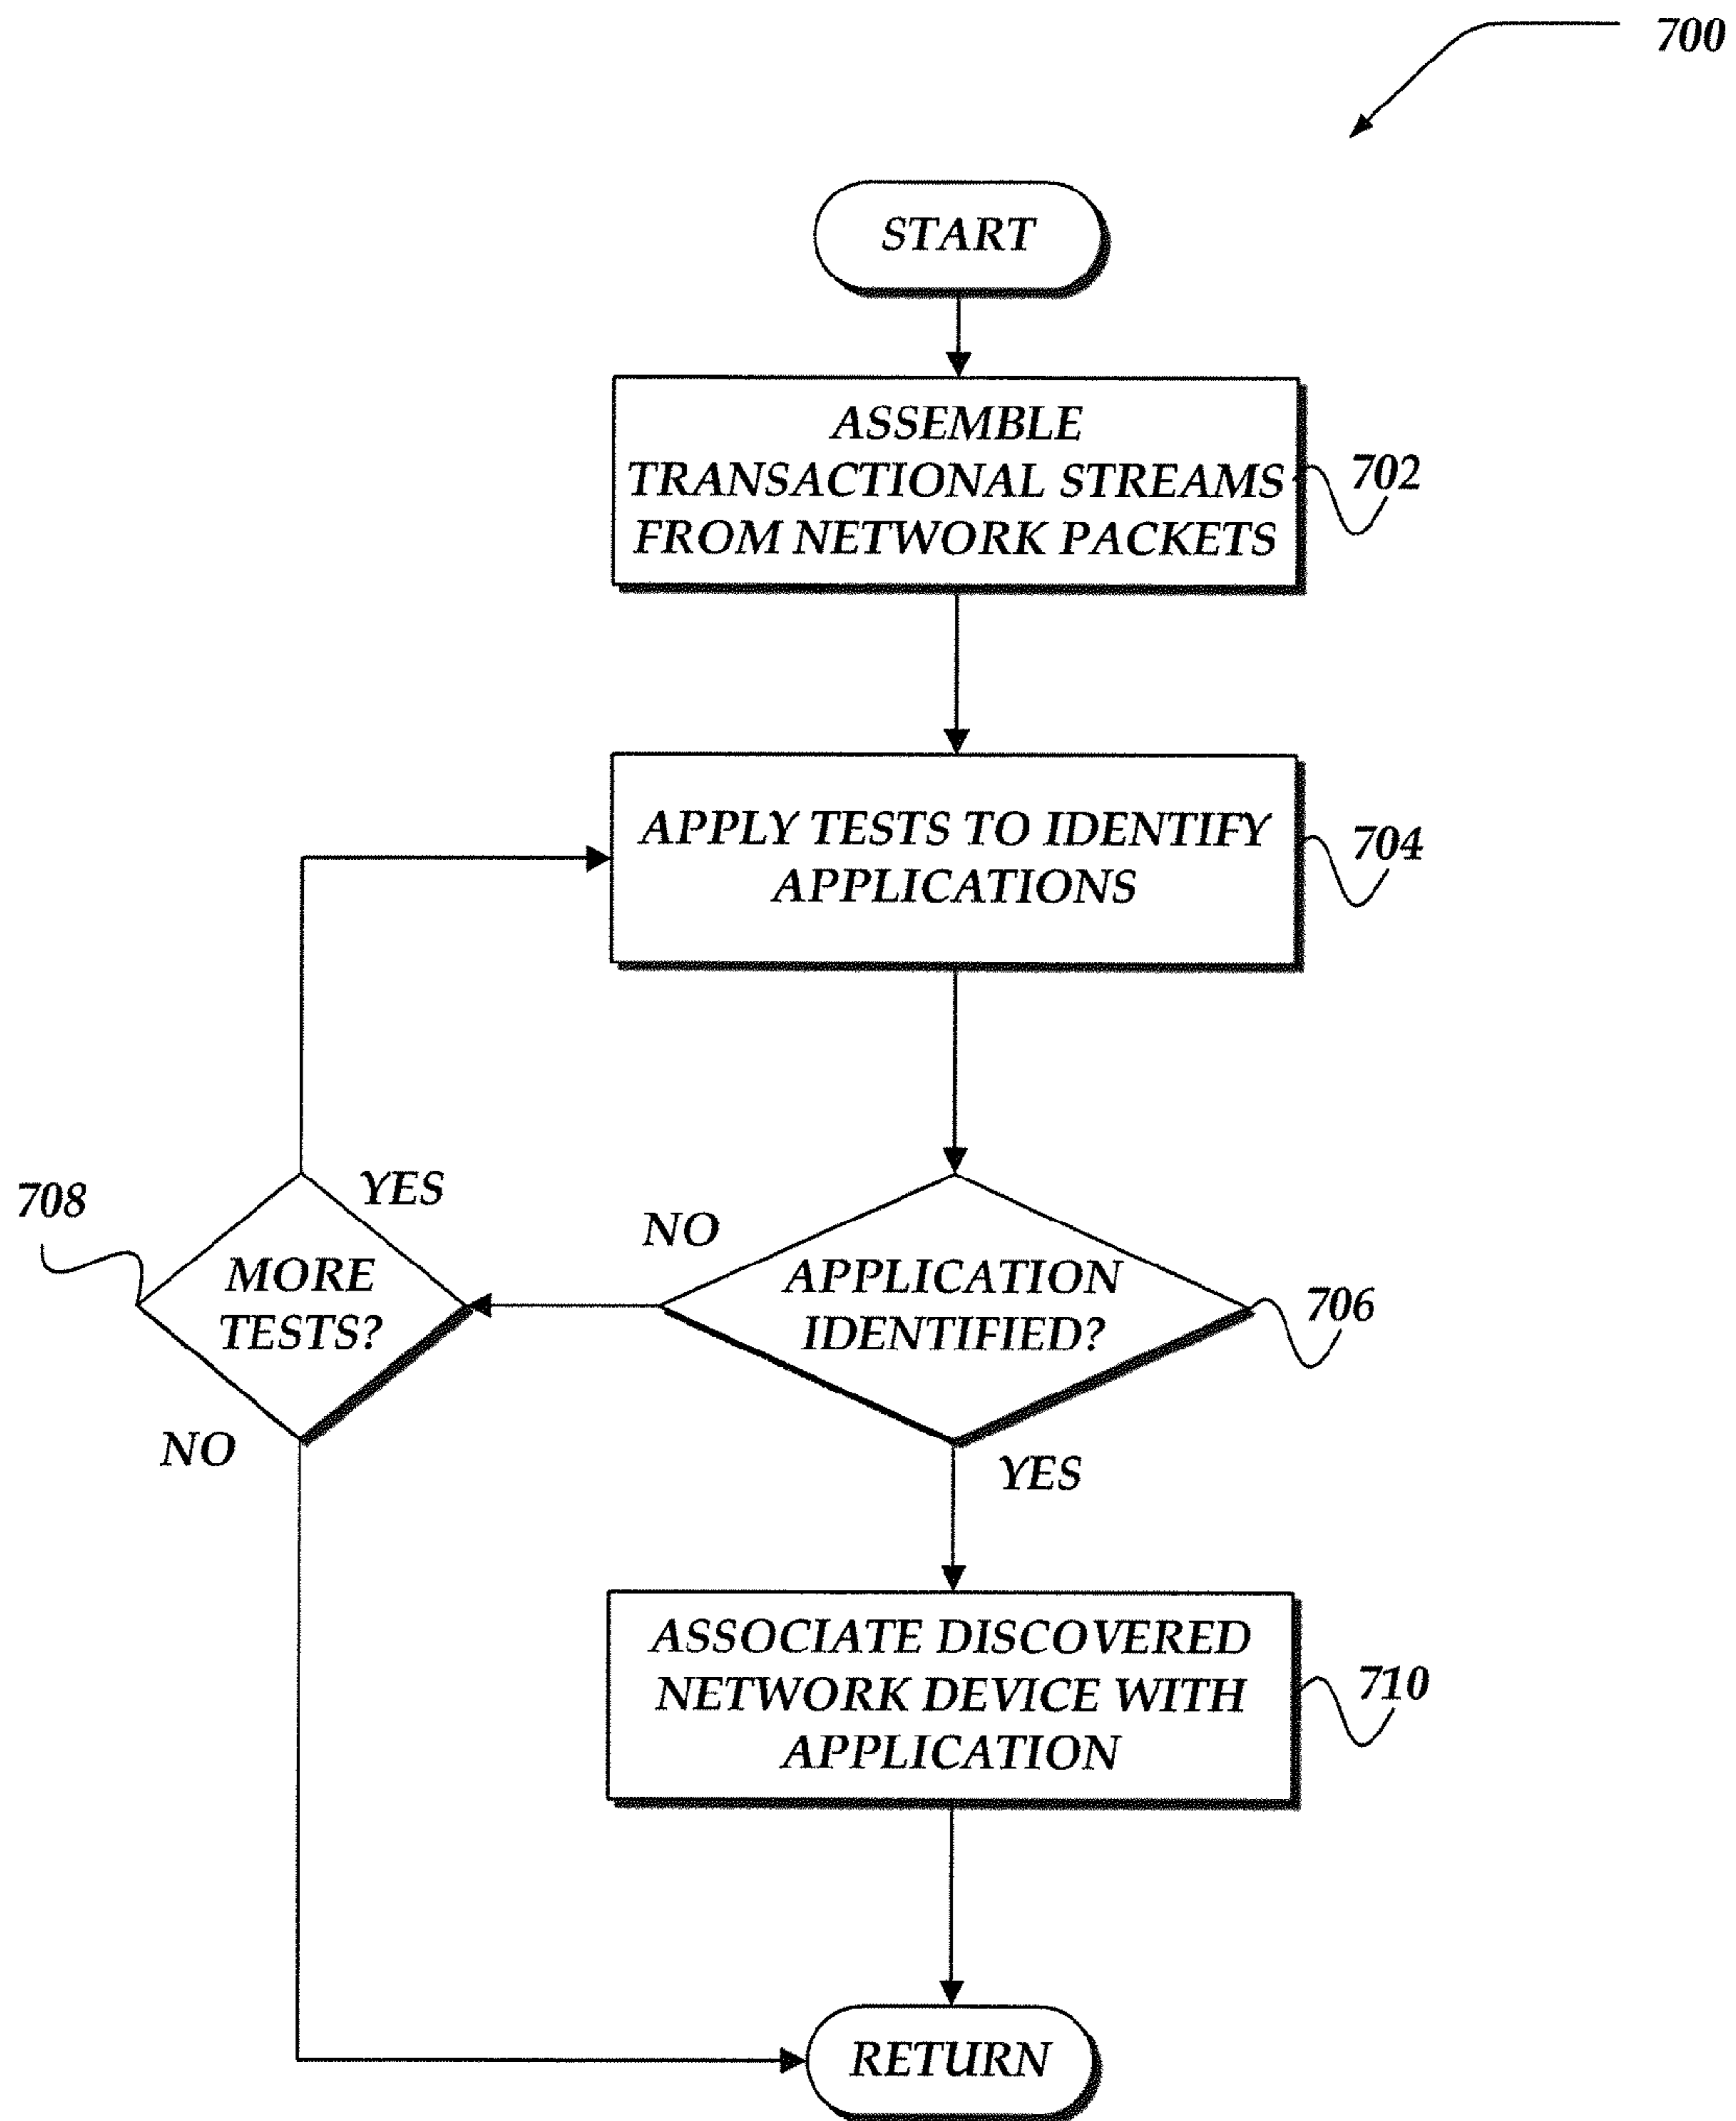 700
START
ASSEMBLE
TRANSACTIONAL STREAMS
FROM NETWORK PACKETS
702
APPLY TESTS TO IDENTIFY
APPLICATIONS
704
708
YES
MORE
TESTS?
NO
NO
APPLICATION
IDENTIFIED?
706
YES
ASSOCIATE DISCOVERED
NETWORK DEVICE WITH
APPLICATION
710
RETURN